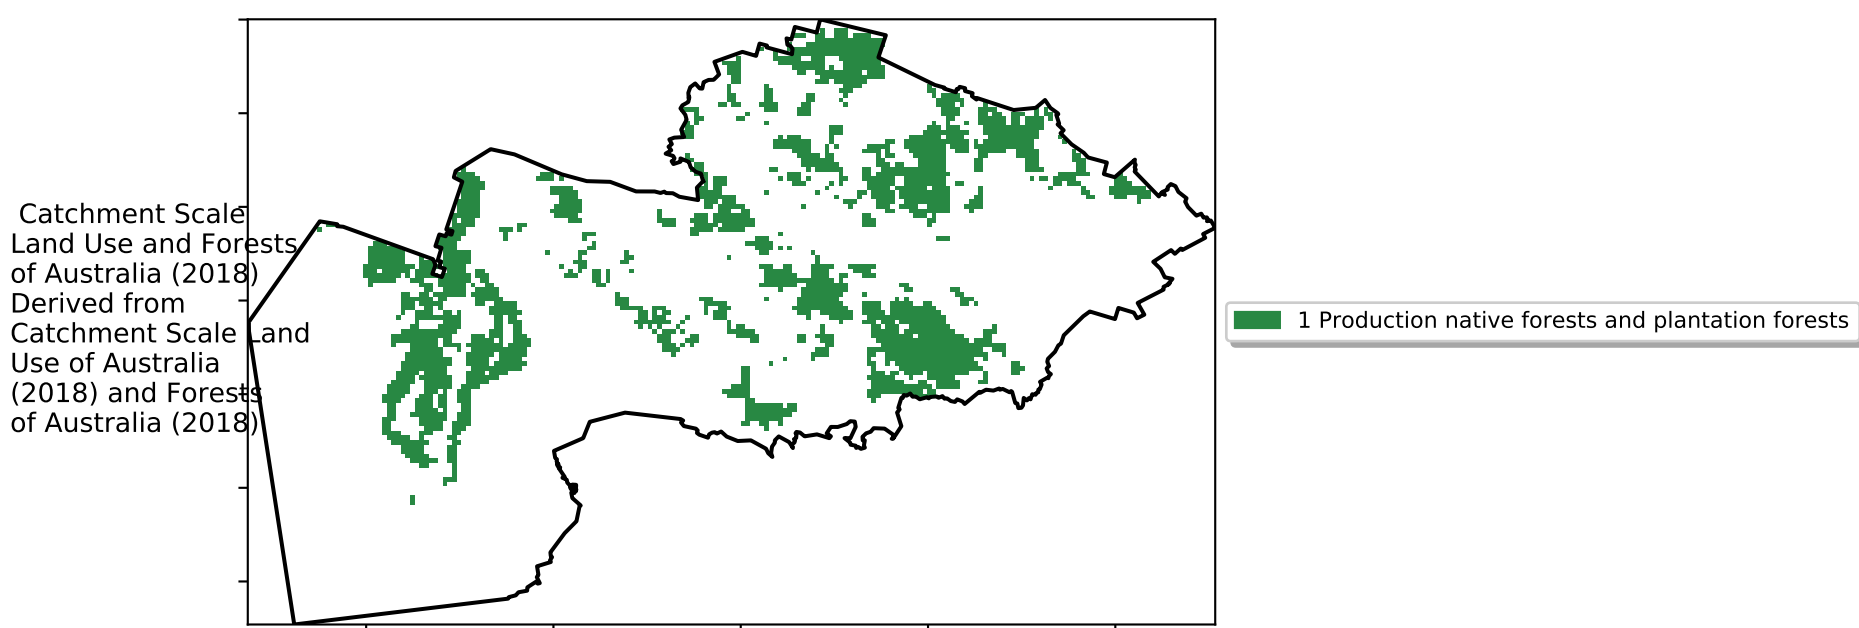 Catchment Scale
Land Use and Forests
of Australia (2018)
Derived from
Catchment Scale Land
Use of Australia
(2018) and Forests
of Australia (2018)
1 Production native forests and plantation forests